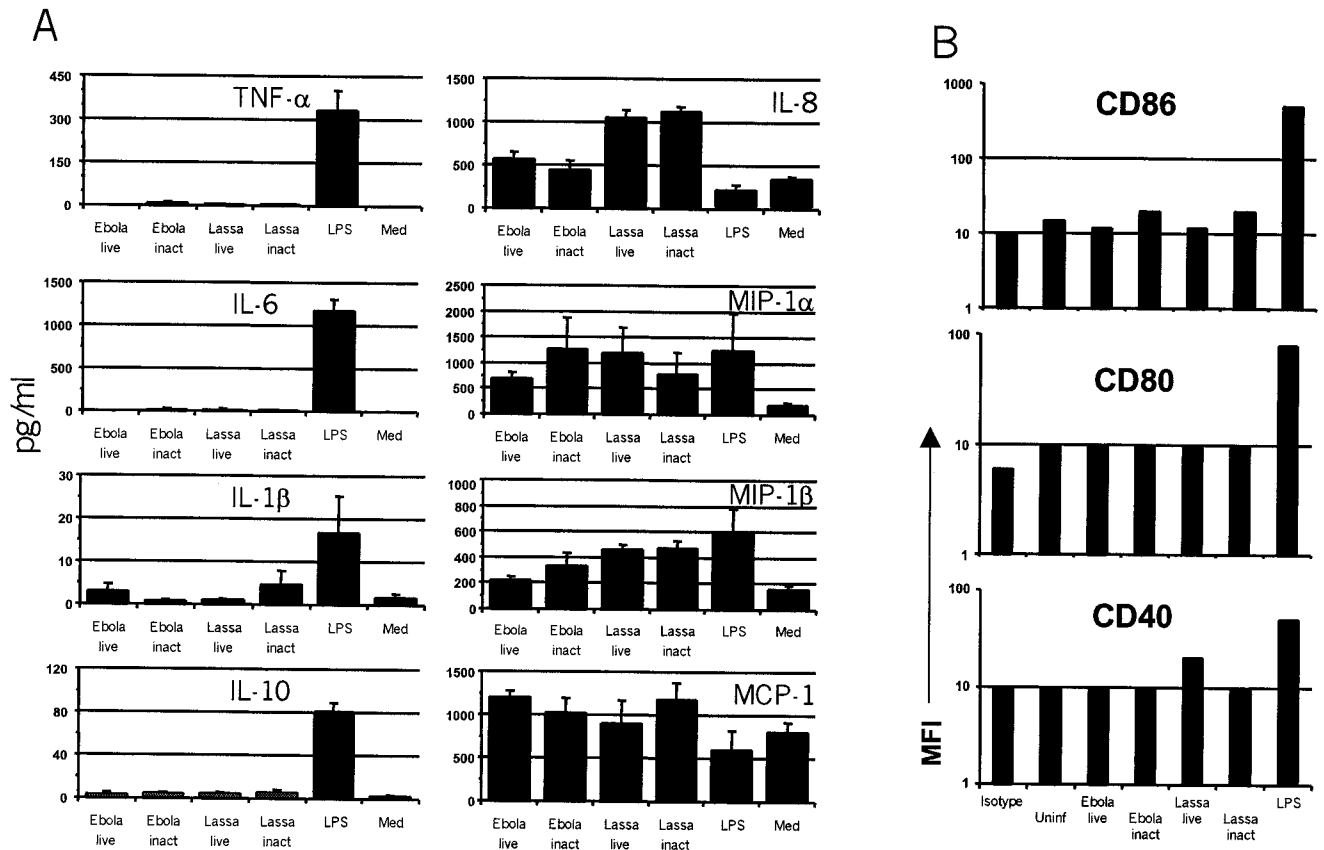 A
B
pg/ml
450
300
150
0
TNF-α
Ebola live
Ebola inact
Lassa live
Lassa inact
LPS
Med
1500
1000
500
0
IL-8
Ebola live
Ebola inact
Lassa live
Lassa inact
LPS
Med
1500
1000
500
0
IL-6
Ebola live
Ebola inact
Lassa live
Lassa inact
LPS
Med
2500
2000
1500
1000
500
0
MIP-1α
Ebola live
Ebola inact
Lassa live
Lassa inact
LPS
Med
30
20
10
0
IL-1β
Ebola live
Ebola inact
Lassa live
Lassa inact
LPS
Med
1000
800
600
400
200
0
MIP-1β
Ebola live
Ebola inact
Lassa live
Lassa inact
LPS
Med
120
80
40
0
IL-10
Ebola live
Ebola inact
Lassa live
Lassa inact
LPS
Med
1500
1000
500
0
MCP-1
Ebola live
Ebola inact
Lassa live
Lassa inact
LPS
Med
1000
100
10
1
CD86
100
10
1
CD80
100
10
1
CD40
MFI
Isotype
Uninf
Ebola live
Ebola inact
Lassa live
Lassa inact
LPS